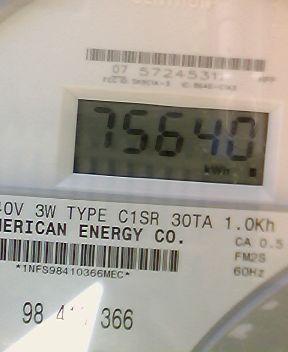 07 5724531
75640
kWh
40V 3W TYPE C1SR 30TA 1.0Kh
MERICAN ENERGY CO.
CA 0.5
FM2S
60Hz
*1NFS98410366MEC*
98 366